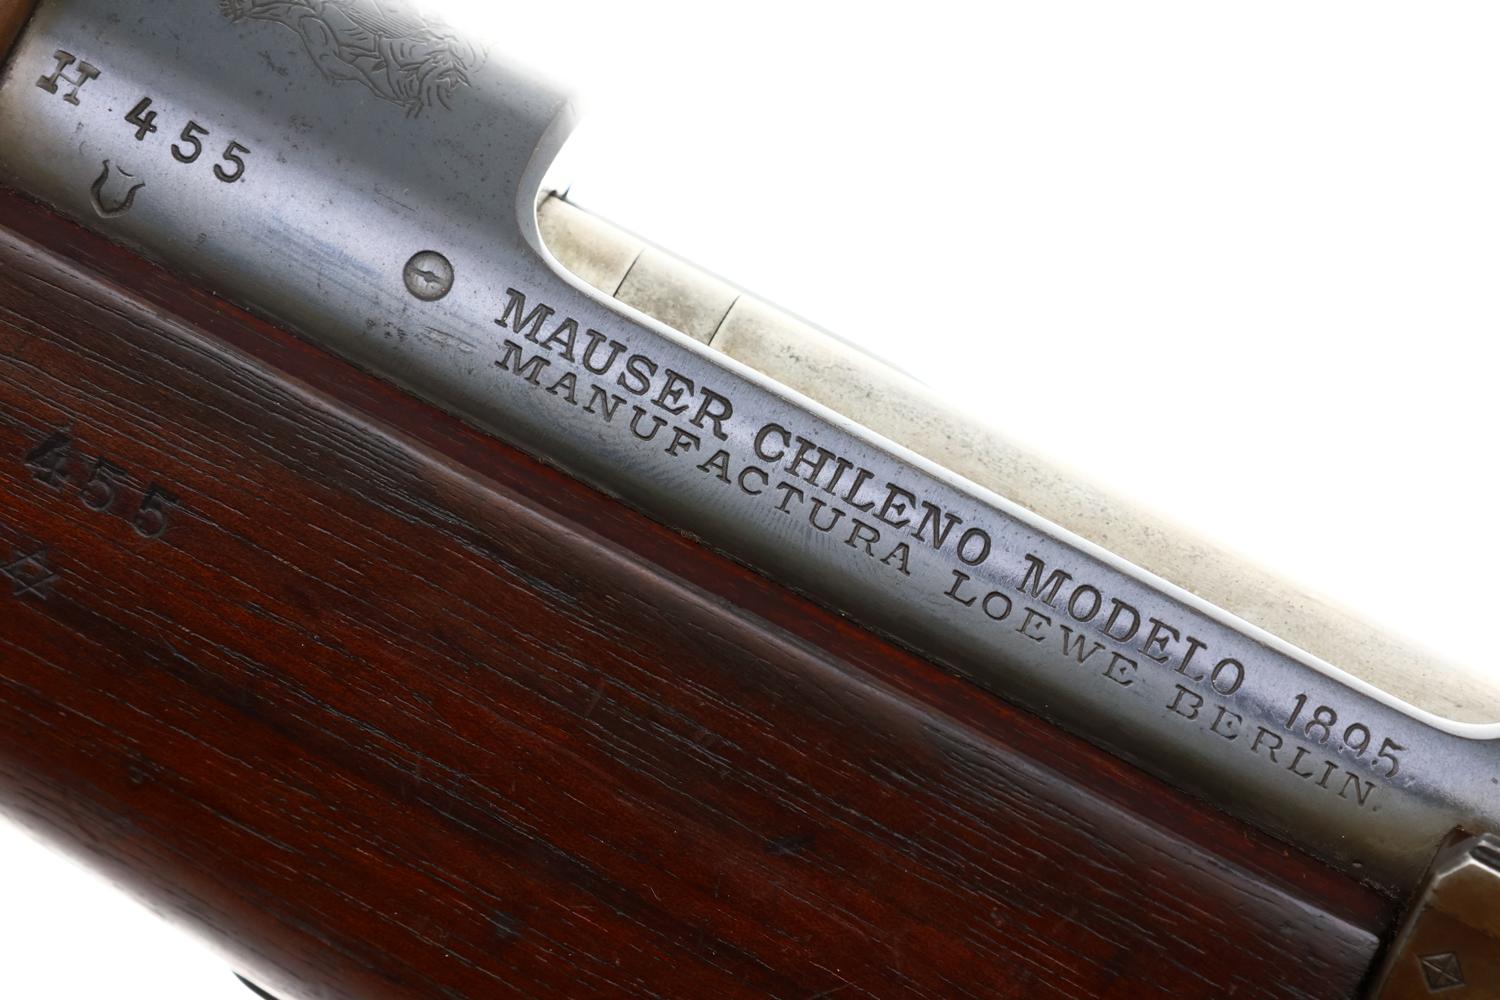 H 455
MAUSER CHILENO MODELO 1895
MANUFACTURA LOEWE BERLIN.
455